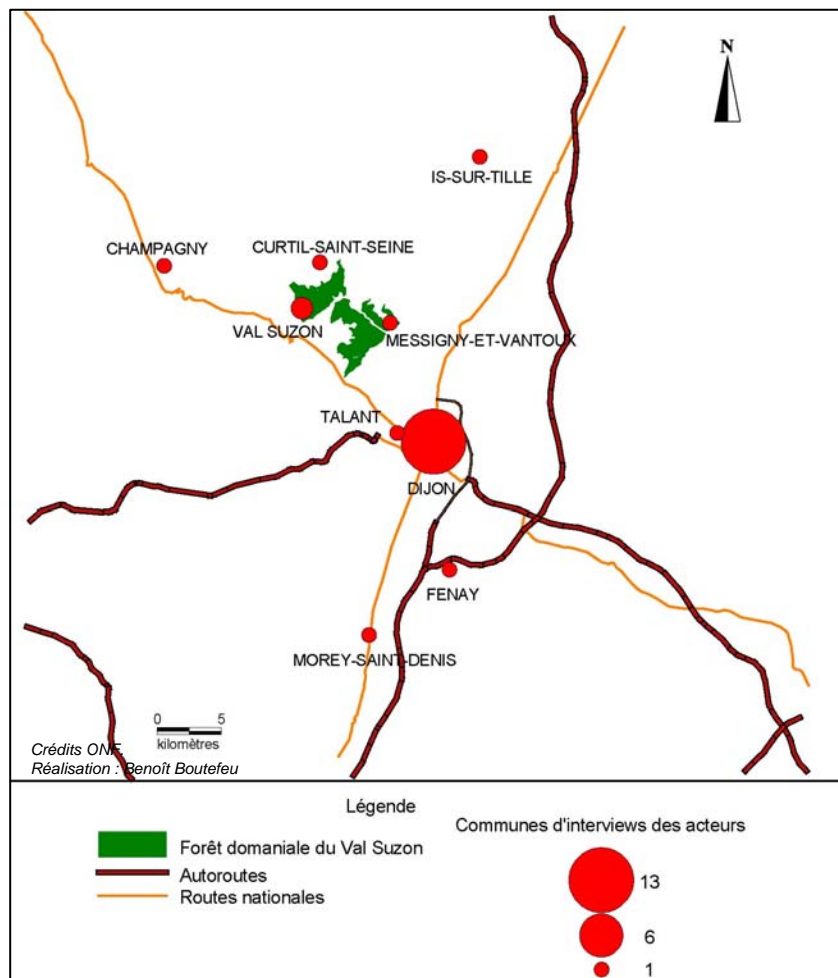 N
IS-SUR-TILLE
CHAMPAGNY
CURTIL-SAINT-SEINE
VAL SUZON
MESSIGNY-ET-VANTOUX
TALANT
DIJON
FENAY
MOREY-SAINT-DENIS
0 5
kilomètres
Crédits ONF,
Réalisation : Benoît Boutefeu
Légende
Forêt domaniale du Val Suzon
Autoroutes
Routes nationales
Communes d'interviews des acteurs
13
6
1